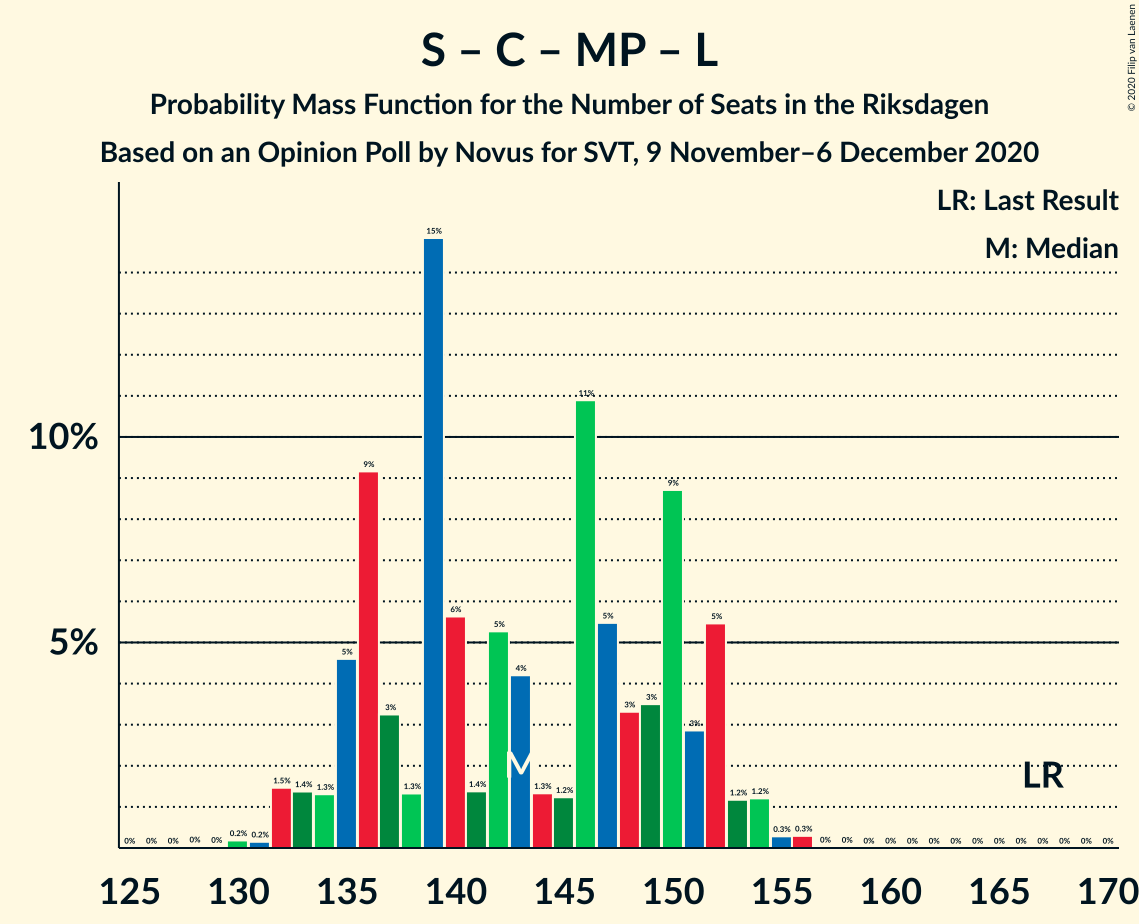 S – C – MP – L
Probability Mass Function for the Number of Seats in the Riksdagen
Based on an Opinion Poll by Novus for SVT, 9 November–6 December 2020
© 2020 Filip van Laenen
LR: Last Result
M: Median
10%
5%
0% 0% 0% 0% 0% 0.2% 0.2% 1.5% 1.4% 1.3% 5% 9% 3% 1.3% 15% 6% 1.4% 5% 4% 1.3% 1.2% 11% 5% 3% 3% 9% 3% 5% 1.2% 1.2% 0.3% 0.3% 0% 0% 0% 0% 0% 0% 0% 0% 0% 0% 0% 0% 0% 0%
M
LR
125 130 135 140 145 150 155 160 165 170